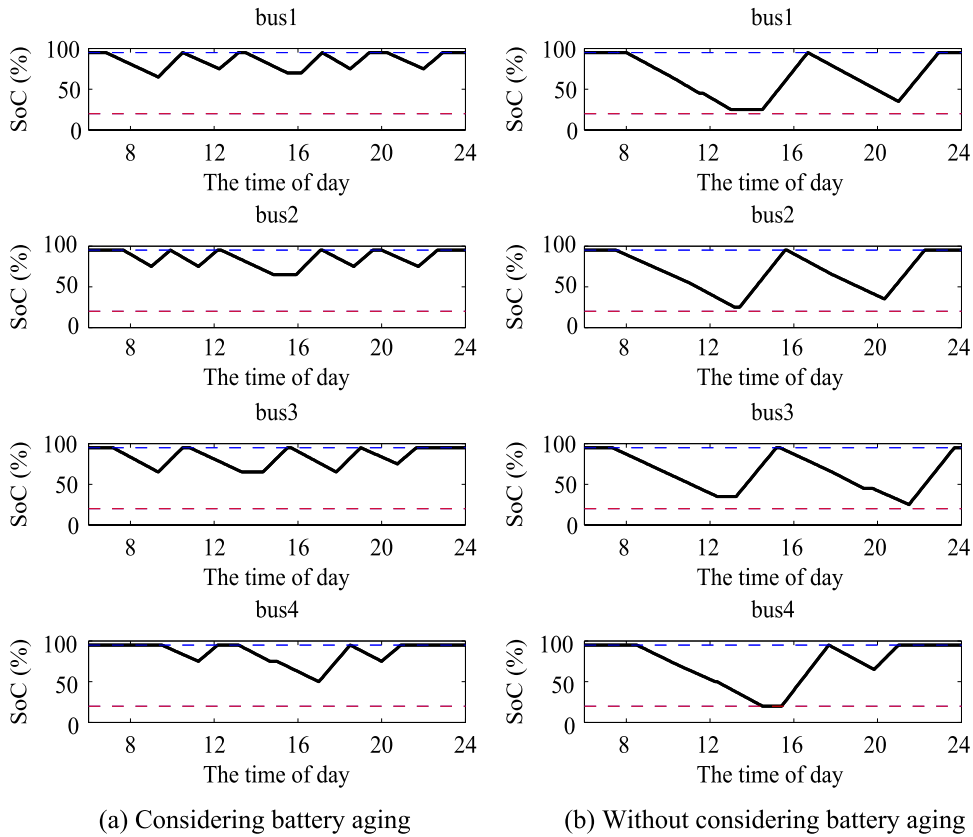 bus1
bus1
SoC (%)
100
50
0
8 12 16 20 24
The time of day
SoC (%)
100
50
0
8 12 16 20 24
The time of day
bus2
bus2
SoC (%)
100
50
0
8 12 16 20 24
The time of day
SoC (%)
100
50
0
8 12 16 20 24
The time of day
bus3
bus3
SoC (%)
100
50
0
8 12 16 20 24
The time of day
SoC (%)
100
50
0
8 12 16 20 24
The time of day
bus4
bus4
SoC (%)
100
50
0
8 12 16 20 24
The time of day
SoC (%)
100
50
0
8 12 16 20 24
The time of day
(a) Considering battery aging
(b) Without considering battery aging